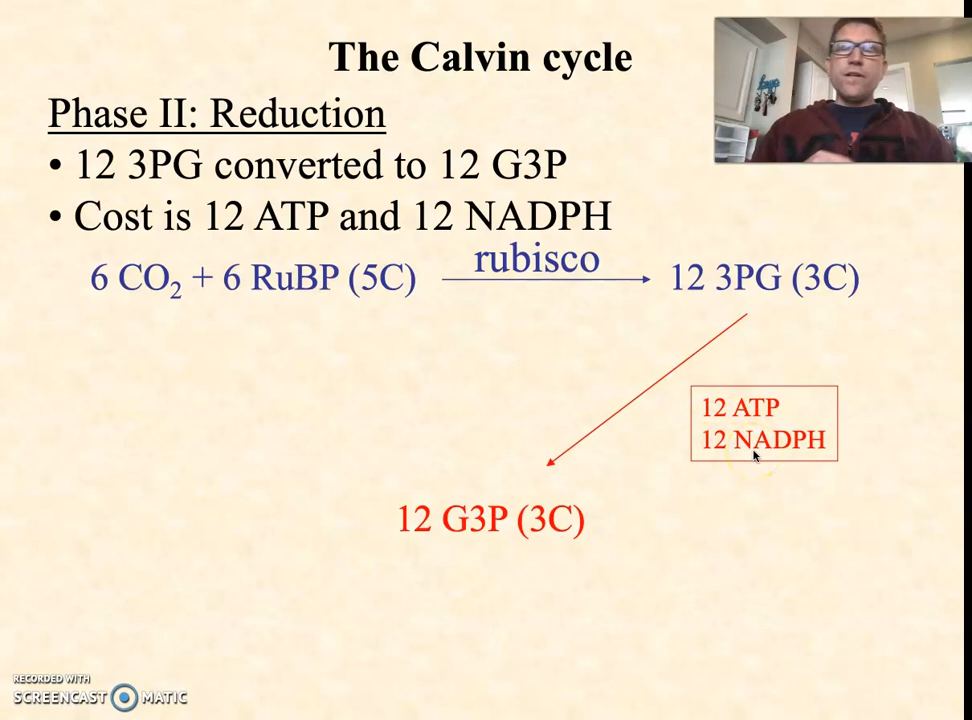 The Calvin cycle
Phase II: Reduction
• 12 3PG converted to 12 G3P
• Cost is 12 ATP and 12 NADPH
rubisco
6 CO₂ + 6 RuBP (5C)
12 3PG (3C)
12 ATP
12 NADPH
12 G3P (3C)
RECORDED WITH
SCREENCAST MATIC